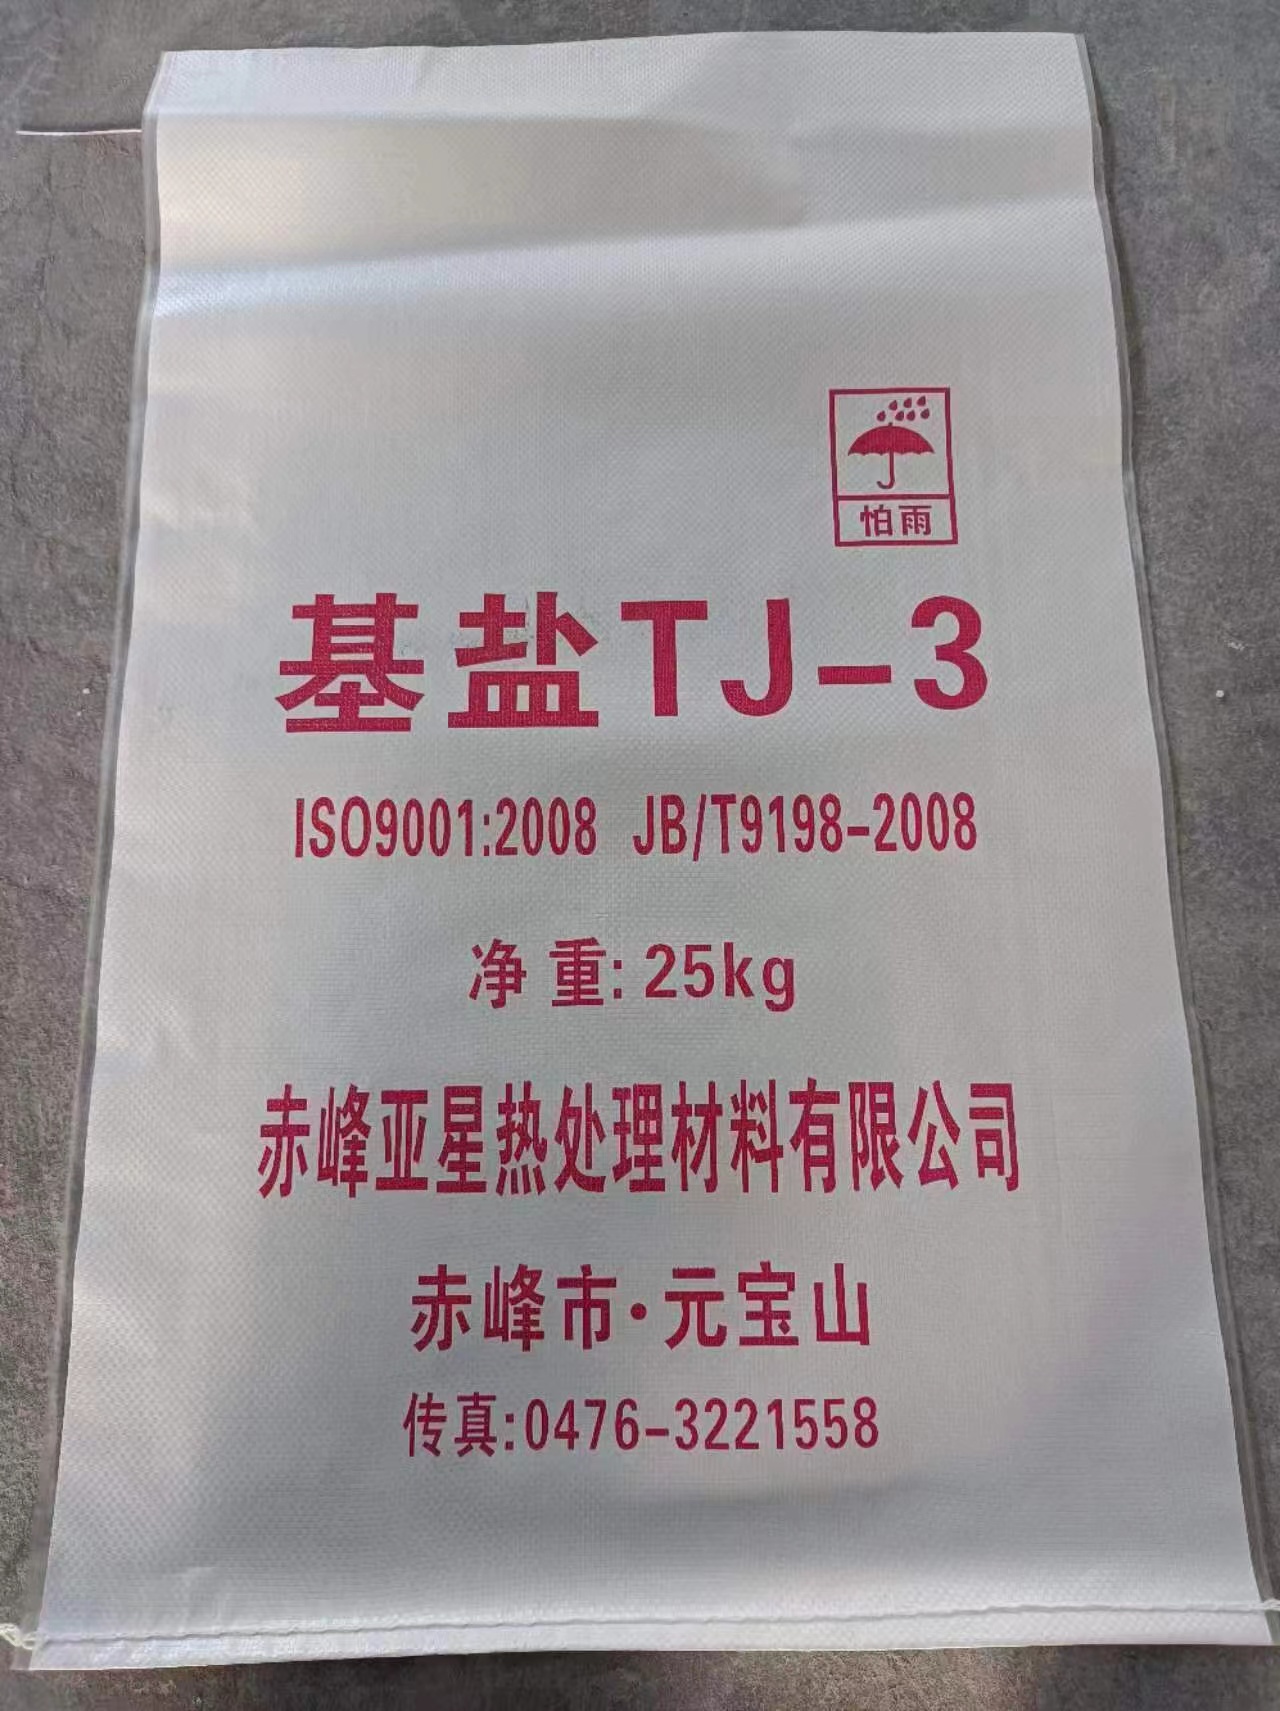 怕雨
基盐TJ-3
ISO9001:2008 JB/T9198-2008
净重:25kg
赤峰亚星热处理材料有限公司
赤峰市·元宝山
传真:0476-3221558